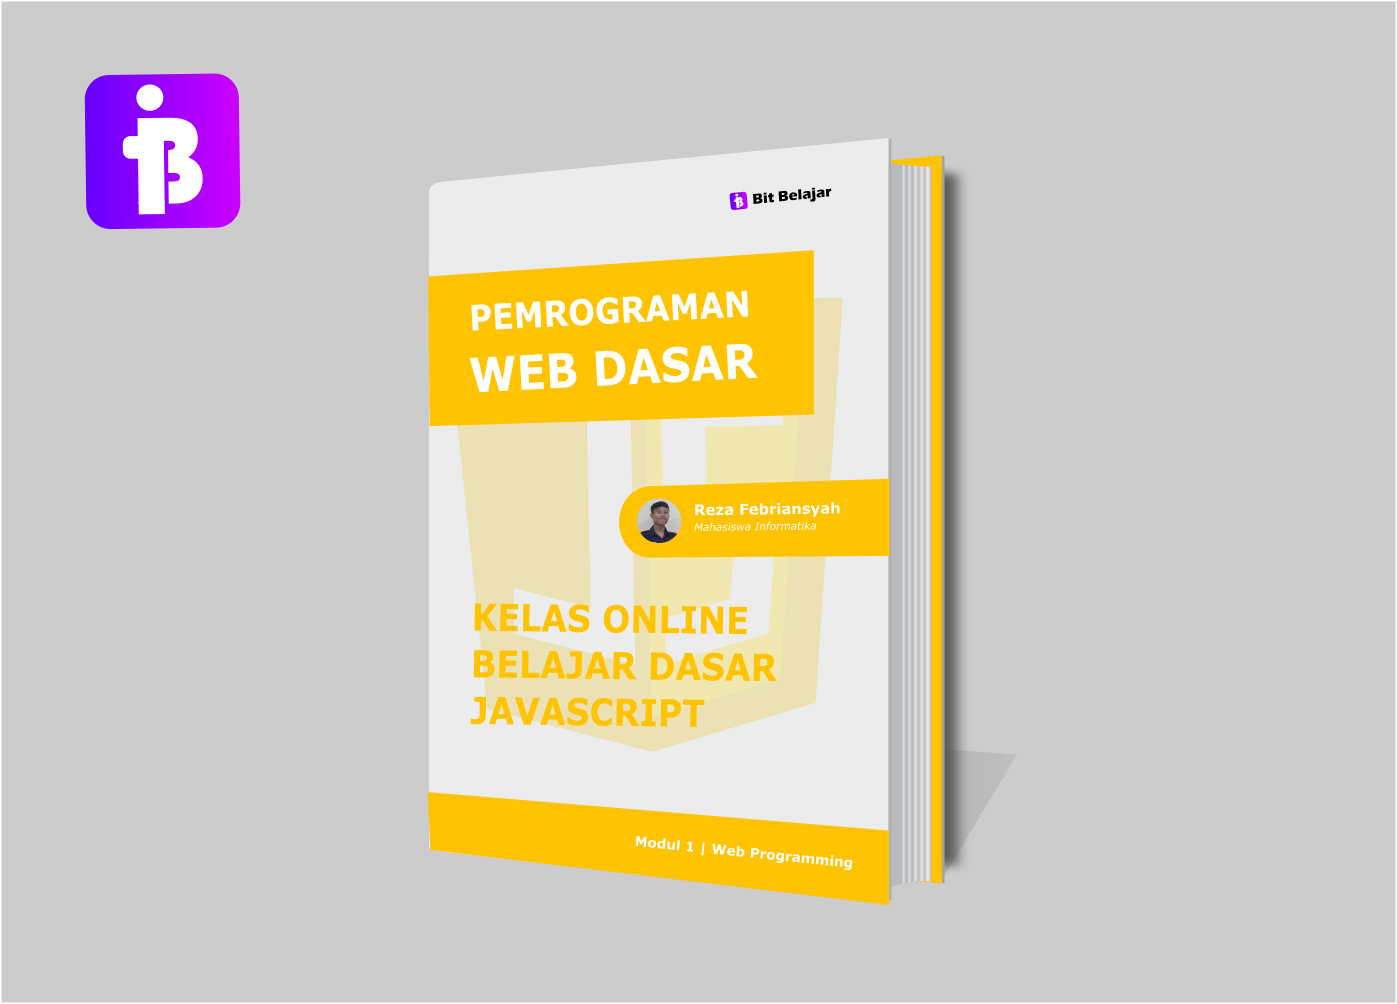 Bit Belajar
PEMROGRAMAN
WEB DASAR
Reza Febriansyah
Mahasiswa Informatika
KELAS ONLINE
BELAJAR DASAR
JAVASCRIPT
Modul 1 | Web Programming